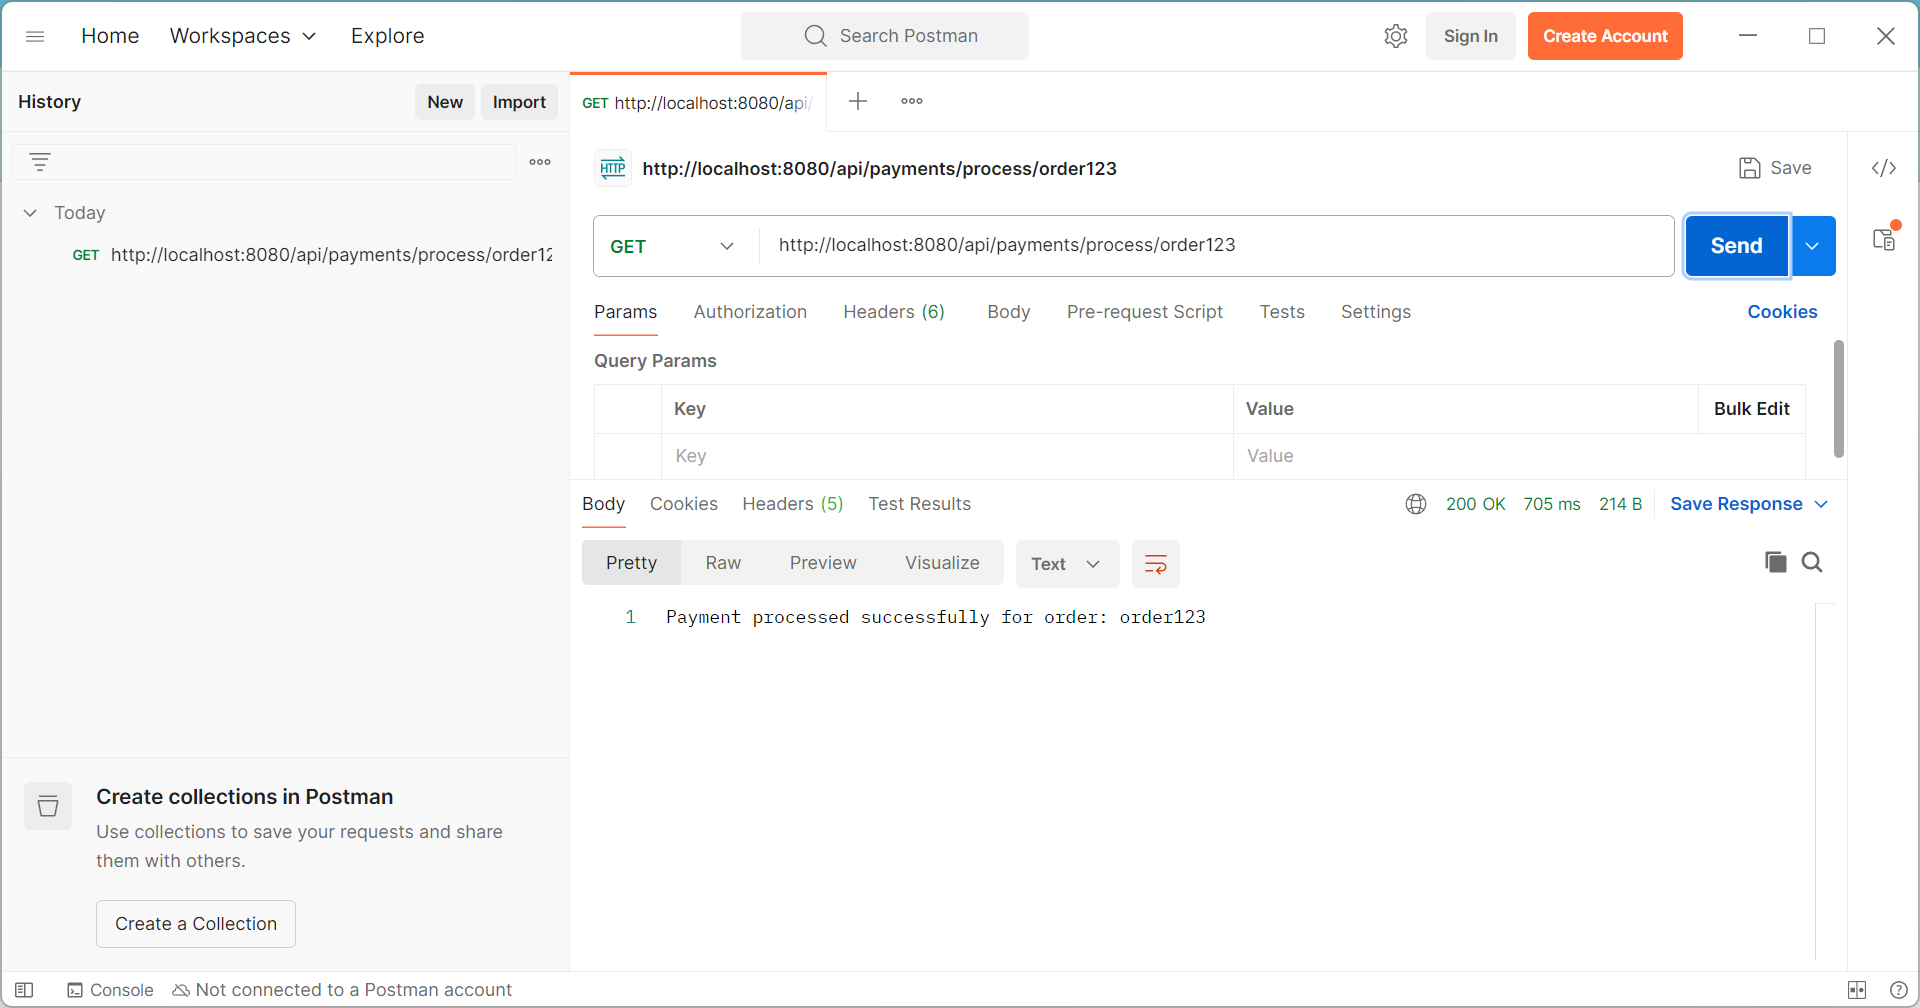 Home Workspaces Explore Search Postman Sign In Create Account
History New Import
GET http://localhost:8080/api/
HTTP http://localhost:8080/api/payments/process/order123 Save
Today
GET http://localhost:8080/api/payments/process/order12
GET http://localhost:8080/api/payments/process/order123 Send
Params Authorization Headers (6) Body Pre-request Script Tests Settings Cookies
Query Params
Key Value Bulk Edit
Key Value
Body Cookies Headers (5) Test Results 200 OK 705 ms 214 B Save Response
Pretty Raw Preview Visualize Text
1 Payment processed successfully for order: order123
Create collections in Postman
Use collections to save your requests and share
them with others.
Create a Collection
Console Not connected to a Postman account